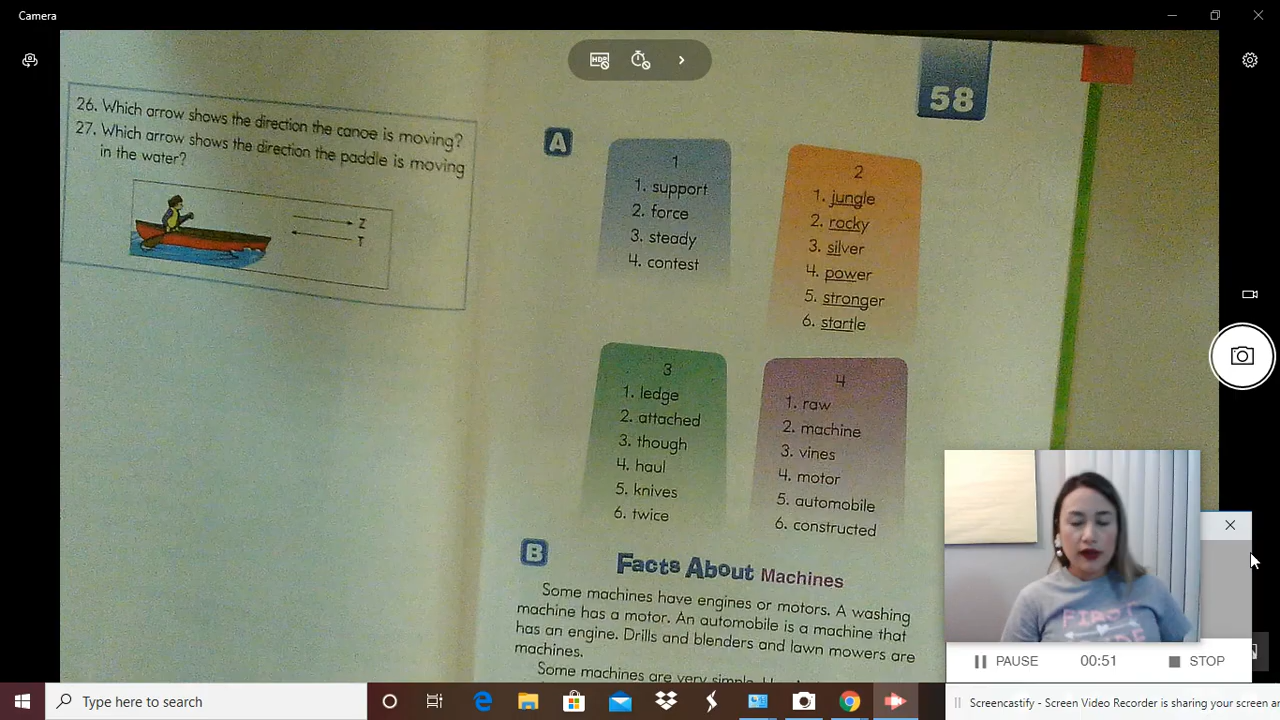 Camera
26. Which arrow shows the direction the canoe is moving?
27. Which arrow shows the direction the paddle is moving
in the water?
Z
T
58
A
1
1. support
2. force
3. steady
4. contest
2
1. jungle
2. rocky
3. silver
4. power
5. stronger
6. startle
3
1. ledge
2. attached
3. though
4. haul
5. knives
6. twice
4
1. raw
2. machine
3. vines
4. motor
5. automobile
6. constructed
B
Facts About Machines
Some machines have engines or motors. A washing
machine has a motor. An automobile is a machine that
has an engine. Drills and blenders and lawn mowers are
machines.
Some machines are very simple.
PAUSE 00:51 STOP
Type here to search
Screencastify - Screen Video Recorder is sharing your screen